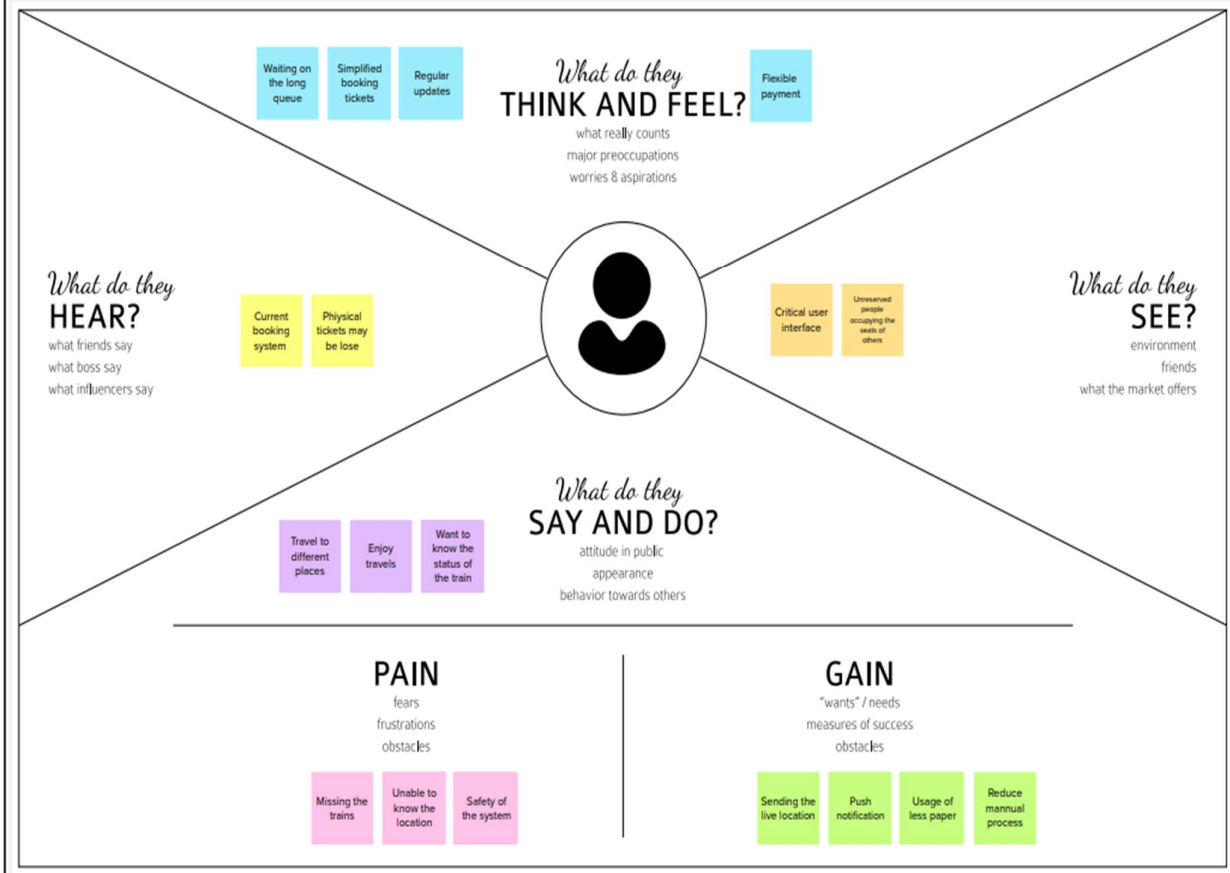 Waiting on
the long
queue
Simplified
booking
tickets
Regular
updates
What do they
THINK AND FEEL?
what really counts
major preoccupations
worries & aspirations
Flexible
payment
What do they
HEAR?
what friends say
what boss say
what influencers say
Current
booking
system
Phiysical
tickets may
be lose
Critical user
interface
Unreserved
people
occupying the
seats of
others
What do they
SEE?
environment
friends
what the market offers
What do they
SAY AND DO?
attitude in public
appearance
behavior towards others
Travel to
different
places
Enjoy
travels
Want to
know the
status of
the train
PAIN
fears
frustrations
obstacles
Missing the
trains
Unable to
know the
location
Safety of
the system
GAIN
"wants" / needs
measures of success
obstacles
Sending the
live location
Push
notification
Usage of
less paper
Reduce
mannual
process